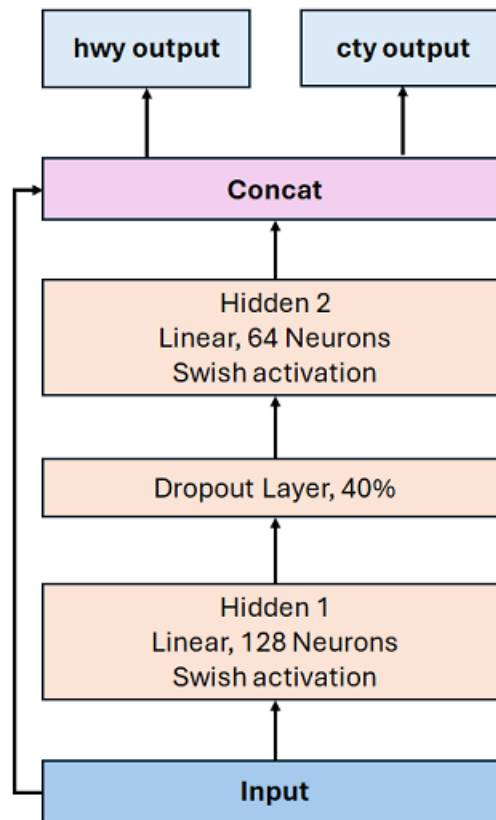 hwy output
cty output
Concat
Hidden 2
Linear, 64 Neurons
Swish activation
Dropout Layer, 40%
Hidden 1
Linear, 128 Neurons
Swish activation
Input